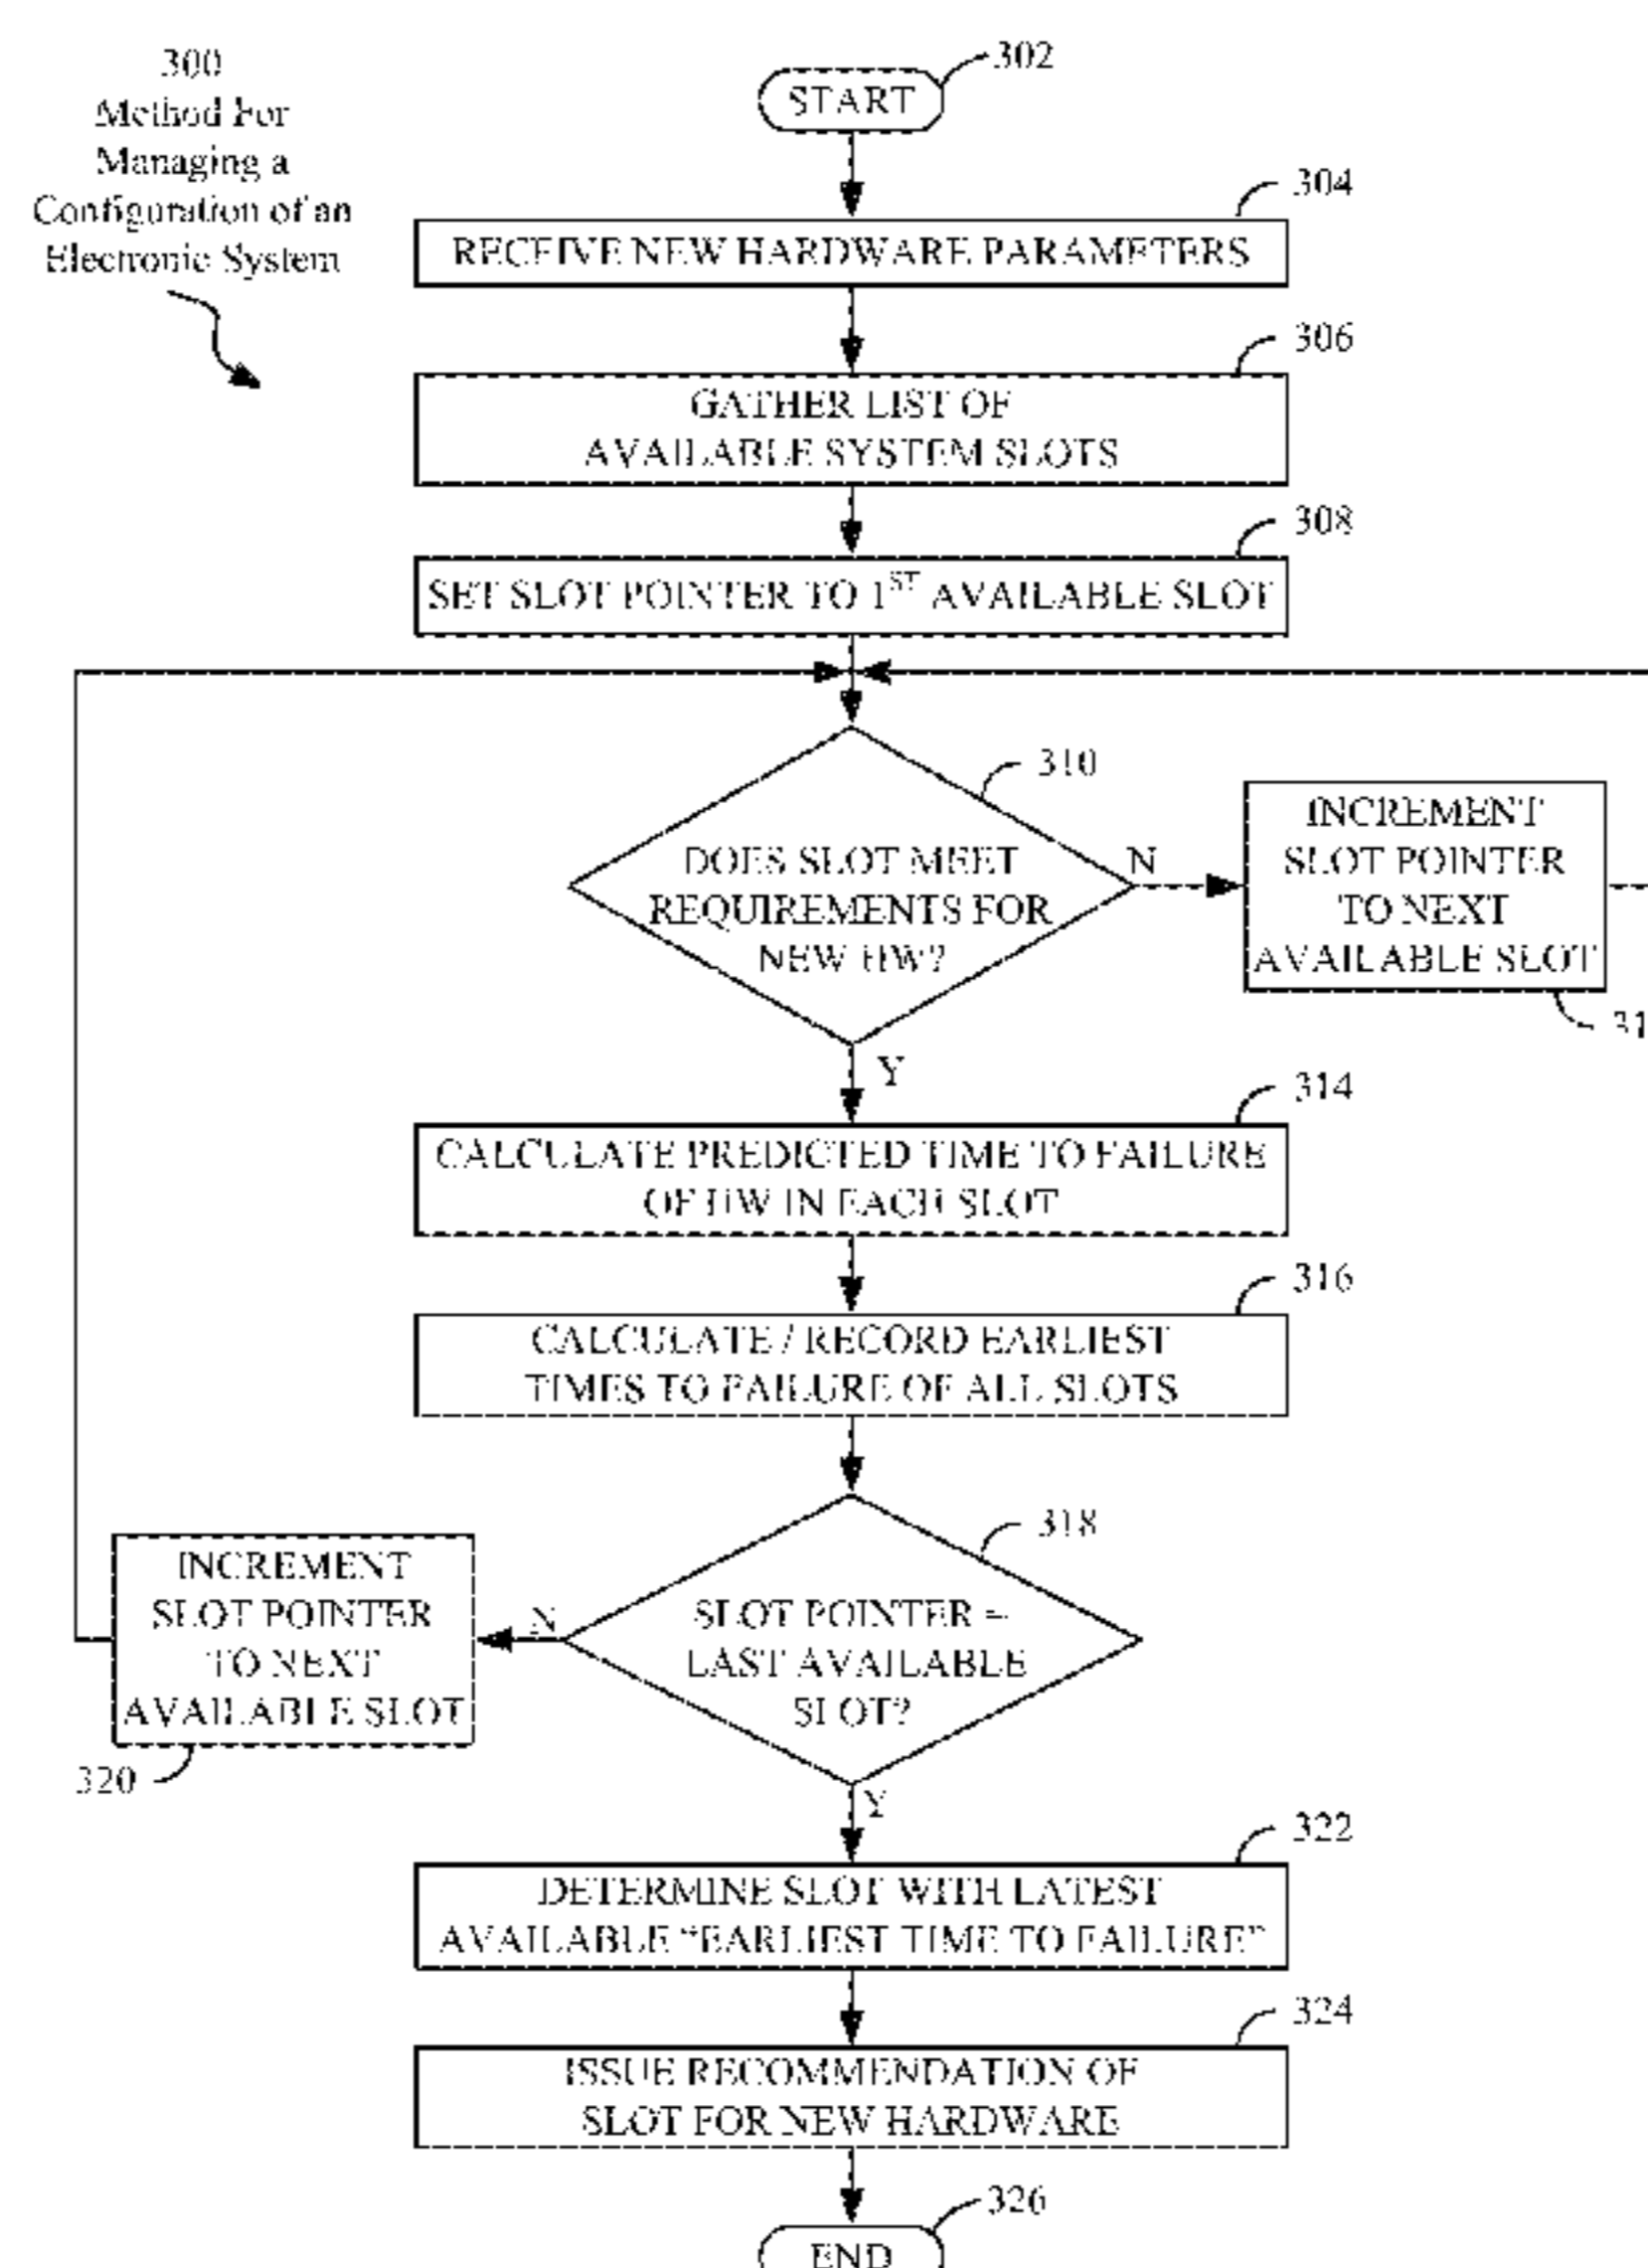 300
Method For
Managing a
Configuration of an
Electronic System
302
START
304
RECEIVE NEW HARDWARE PARAMETERS
306
GATHER LIST OF
AVAILABLE SYSTEM SLOTS
308
SET SLOT POINTER TO 1ST AVAILABLE SLOT
310
DOES SLOT MEET
REQUIREMENTS FOR
NEW HW?
N
INCREMENT
SLOT POINTER
TO NEXT
AVAILABLE SLOT
31
Y
314
CALCULATE PREDICTED TIME TO FAILURE
OF HW IN EACH SLOT
316
CALCULATE / RECORD EARLIEST
TIMES TO FAILURE OF ALL SLOTS
318
SLOT POINTER =
LAST AVAILABLE
SLOT?
N
INCREMENT
SLOT POINTER
TO NEXT
AVAILABLE SLOT
320
Y
322
DETERMINE SLOT WITH LATEST
AVAILABLE “EARLIEST TIME TO FAILURE”
324
ISSUE RECOMMENDATION OF
SLOT FOR NEW HARDWARE
326
END